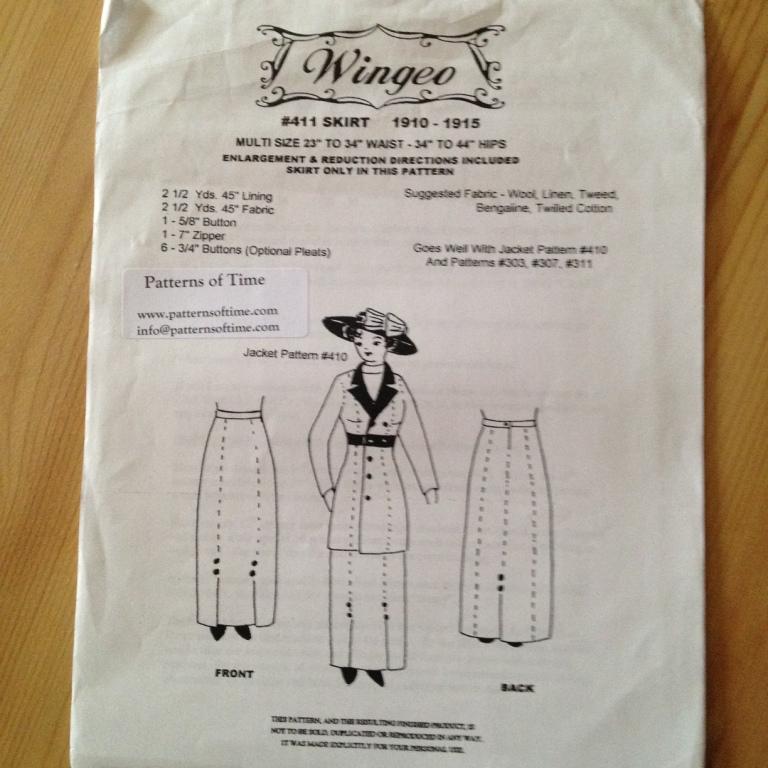 Wingeo
#411 SKIRT 1910 - 1915
MULTI SIZE 23" TO 34" WAIST - 34" TO 44" HIPS
ENLARGEMENT & REDUCTION DIRECTIONS INCLUDED
SKIRT ONLY IN THIS PATTERN
2 1/2 Yds. 45" Lining
2 1/2 Yds. 45" Fabric
1 - 5/8" Button
1 - 7" Zipper
6 - 3/4" Buttons (Optional Pleats)
Suggested Fabric - Wool, Linen, Tweed,
Bengaline, Twilled Cotton
Goes Well With Jacket Pattern #410
And Patterns #303, #307, #311
Patterns of Time
www.patternsoftime.com
info@patternsoftime.com
Jacket Pattern #410
FRONT
BACK
THIS PATTERN, AND THE RESULTING FINISHED PRODUCT, IS
NOT TO BE SOLD, DUPLICATED OR REPRODUCED IN ANY WAY.
IT WAS MADE EXPLICITLY FOR YOUR PERSONAL USE.